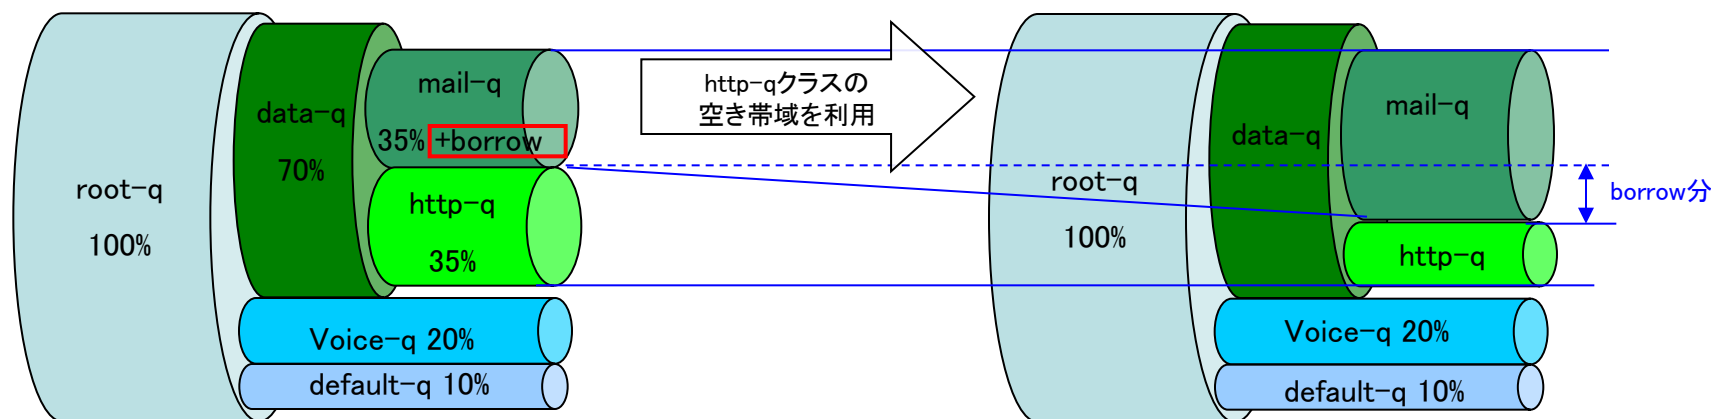 root-q
100%
data-q
70%
mail-q
35% +borrow
http-q
35%
Voice-q 20%
default-q 10%
http-qクラスの
空き帯域を利用
root-q
100%
data-q
mail-q
http-q
Voice-q 20%
default-q 10%
borrow分